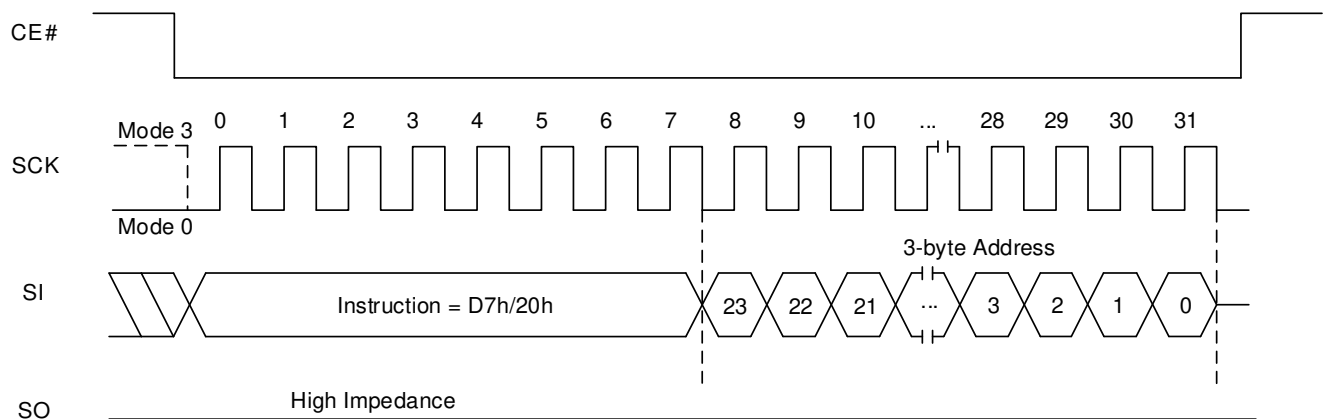 CE#
Mode 3
0 1 2 3 4 5 6 7 8 9 10 ... 28 29 30 31
SCK
Mode 0
3-byte Address
SI
Instruction = D7h/20h
23 22 21 ... 3 2 1 0
High Impedance
SO